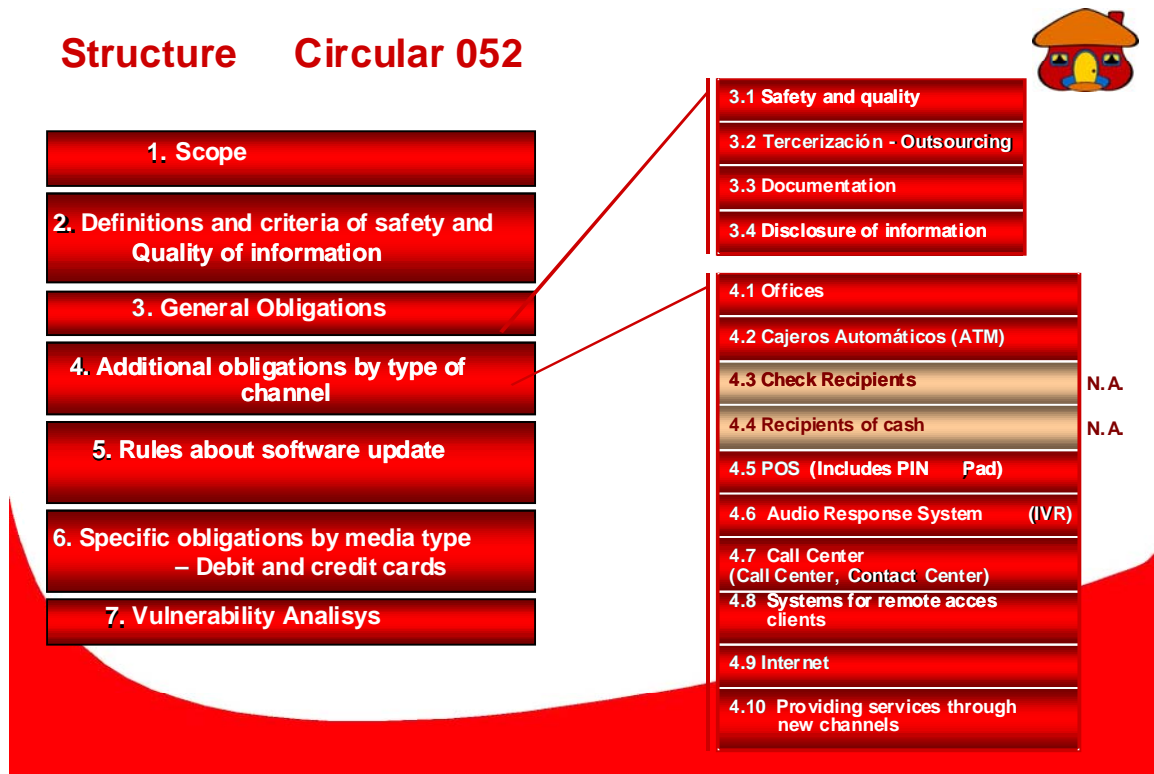 Structure Circular 052
1. Scope
2. Definitions and criteria of safety and
Quality of information
3. General Obligations
4. Additional obligations by type of
channel
5. Rules about software update
6. Specific obligations by media type
– Debit and credit cards
7. Vulnerability Analisys
3.1 Safety and quality
3.2 Tercerización - Outsourcing
3.3 Documentation
3.4 Disclosure of information
4.1 Offices
4.2 Cajeros Automáticos (ATM)
4.3 Check Recipients N.A.
4.4 Recipients of cash N.A.
4.5 POS (Includes PIN Pad)
4.6 Audio Response System (IVR)
4.7 Call Center
(Call Center, Contact Center)
4.8 Systems for remote acces
clients
4.9 Internet
4.10 Providing services through
new channels